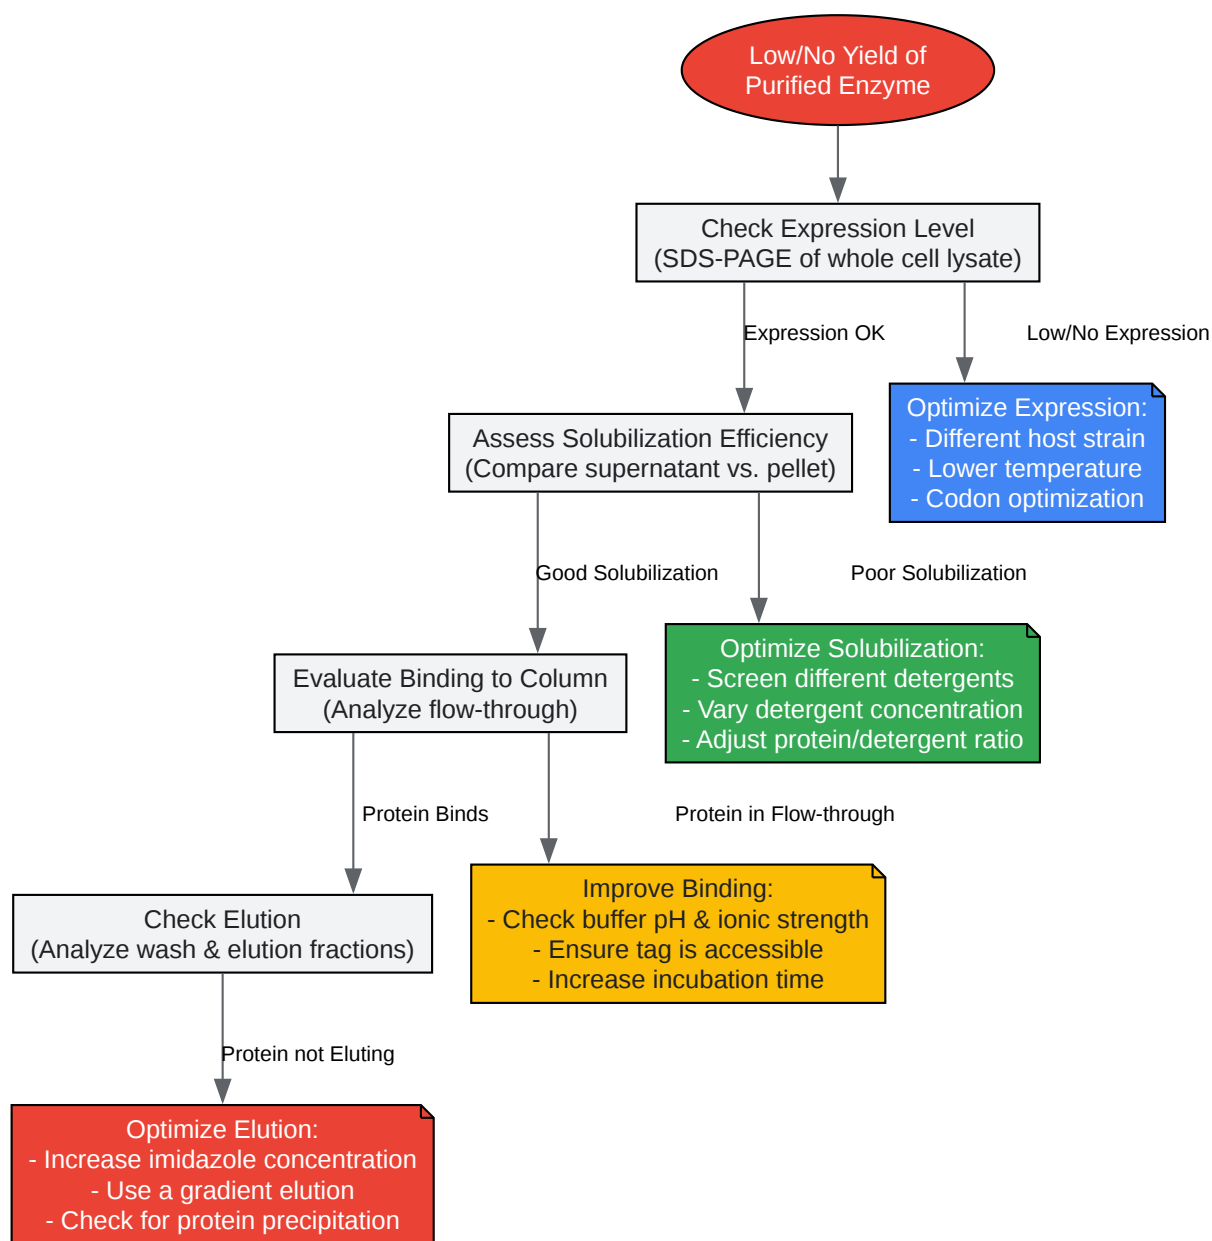 Low/No Yield of
Purified Enzyme
Check Expression Level
(SDS-PAGE of whole cell lysate)
Expression OK
Low/No Expression
Optimize Expression:
- Different host strain
- Lower temperature
- Codon optimization
Assess Solubilization Efficiency
(Compare supernatant vs. pellet)
Good Solubilization
Poor Solubilization
Optimize Solubilization:
- Screen different detergents
- Vary detergent concentration
- Adjust protein/detergent ratio
Evaluate Binding to Column
(Analyze flow-through)
Protein Binds
Protein in Flow-through
Improve Binding:
- Check buffer pH & ionic strength
- Ensure tag is accessible
- Increase incubation time
Check Elution
(Analyze wash & elution fractions)
Protein not Eluting
Optimize Elution:
- Increase imidazole concentration
- Use a gradient elution
- Check for protein precipitation